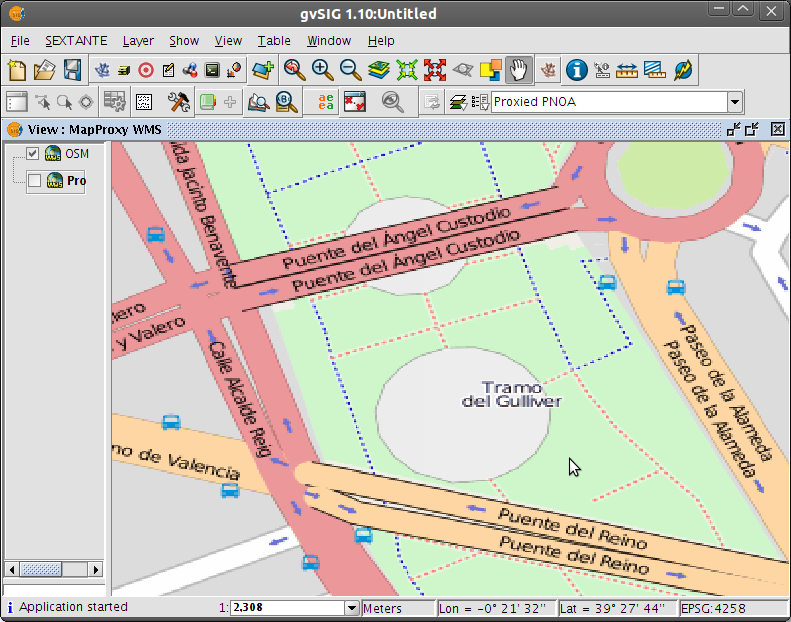 gvSIG 1.10:Untitled
File SEXTANTE Layer Show View Table Window Help
Proxied PNOA
View : MapProxy WMS
OSM
Pro
ida Jacinto Benavente
Puente del Ángel Custodio
Puente del Ángel Custodio
lero
y Valero
Calle Alcalde Reig
Tramo
del Gulliver
Paseo de la Alameda
Paseo de la Alameda
no de Valencia
Puente del Reino
Puente del Reino
Application started
1: 2,308
Meters
Lon = -0° 21' 32"
Lat = 39° 27' 44"
EPSG:4258